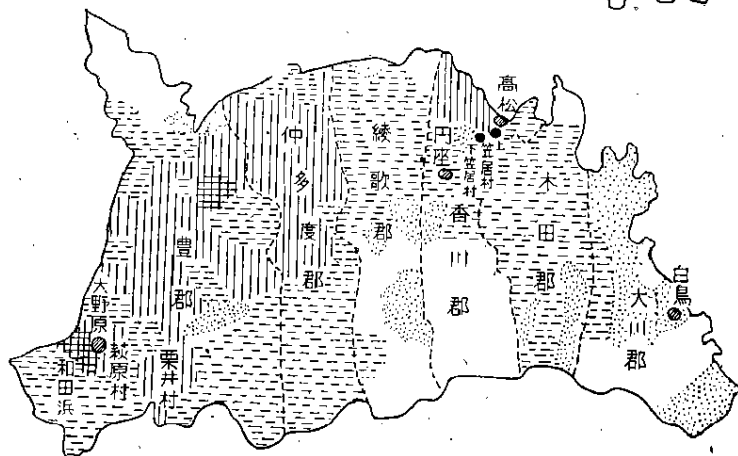 高松
上笠居村
下笠居村
円座
香川郡
綾歌郡
仲多度郡
木田郡
白鳥
大川郡
豊郡
大野原
萩原村
和田浜
粟井村